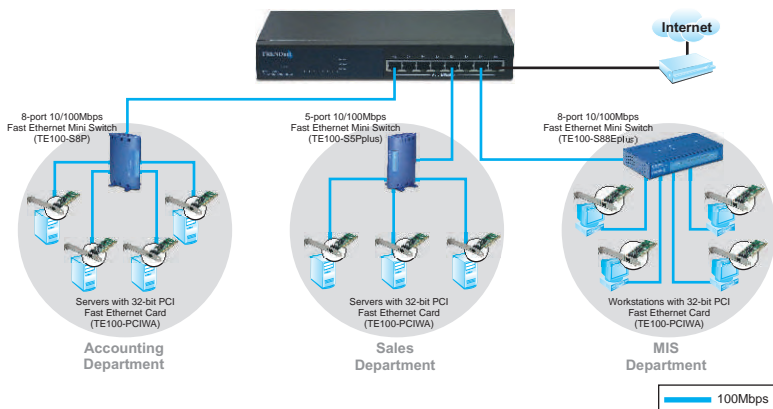 Internet
TRENDnet
8-port 10/100Mbps
Fast Ethernet Mini Switch
(TE100-S8P)
5-port 10/100Mbps
Fast Ethernet Mini Switch
(TE100-S5Pplus)
8-port 10/100Mbps
Fast Ethernet Mini Switch
(TE100-S88Eplus)
Servers with 32-bit PCI
Fast Ethernet Card
(TE100-PCIWA)
Servers with 32-bit PCI
Fast Ethernet Card
(TE100-PCIWA)
Workstations with 32-bit PCI
Fast Ethernet Card
(TE100-PCIWA)
Accounting
Department
Sales
Department
MIS
Department
100Mbps